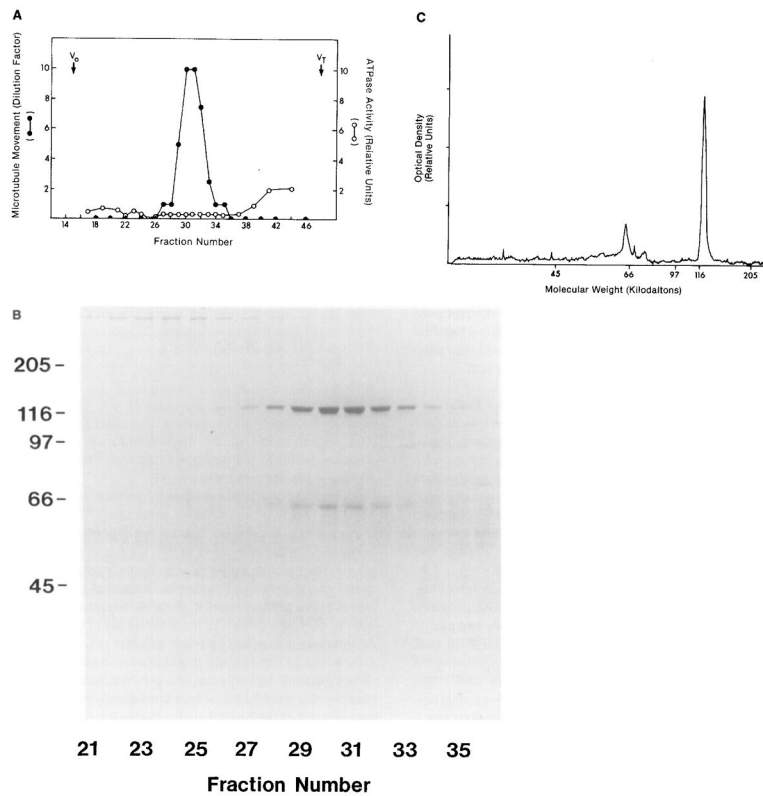 A
Microtubule Movement (Dilution Factor)
10
8
6
4
2
Vo
VT
10
8
6
4
2
ATPase Activity (Relative Units)
14 18 22 26 30 34 38 42 46
Fraction Number
C
Optical Density
(Relative Units)
45 66 97 116 205
Molecular Weight (Kilodaltons)
B
205
116
97
66
45
21 23 25 27 29 31 33 35
Fraction Number